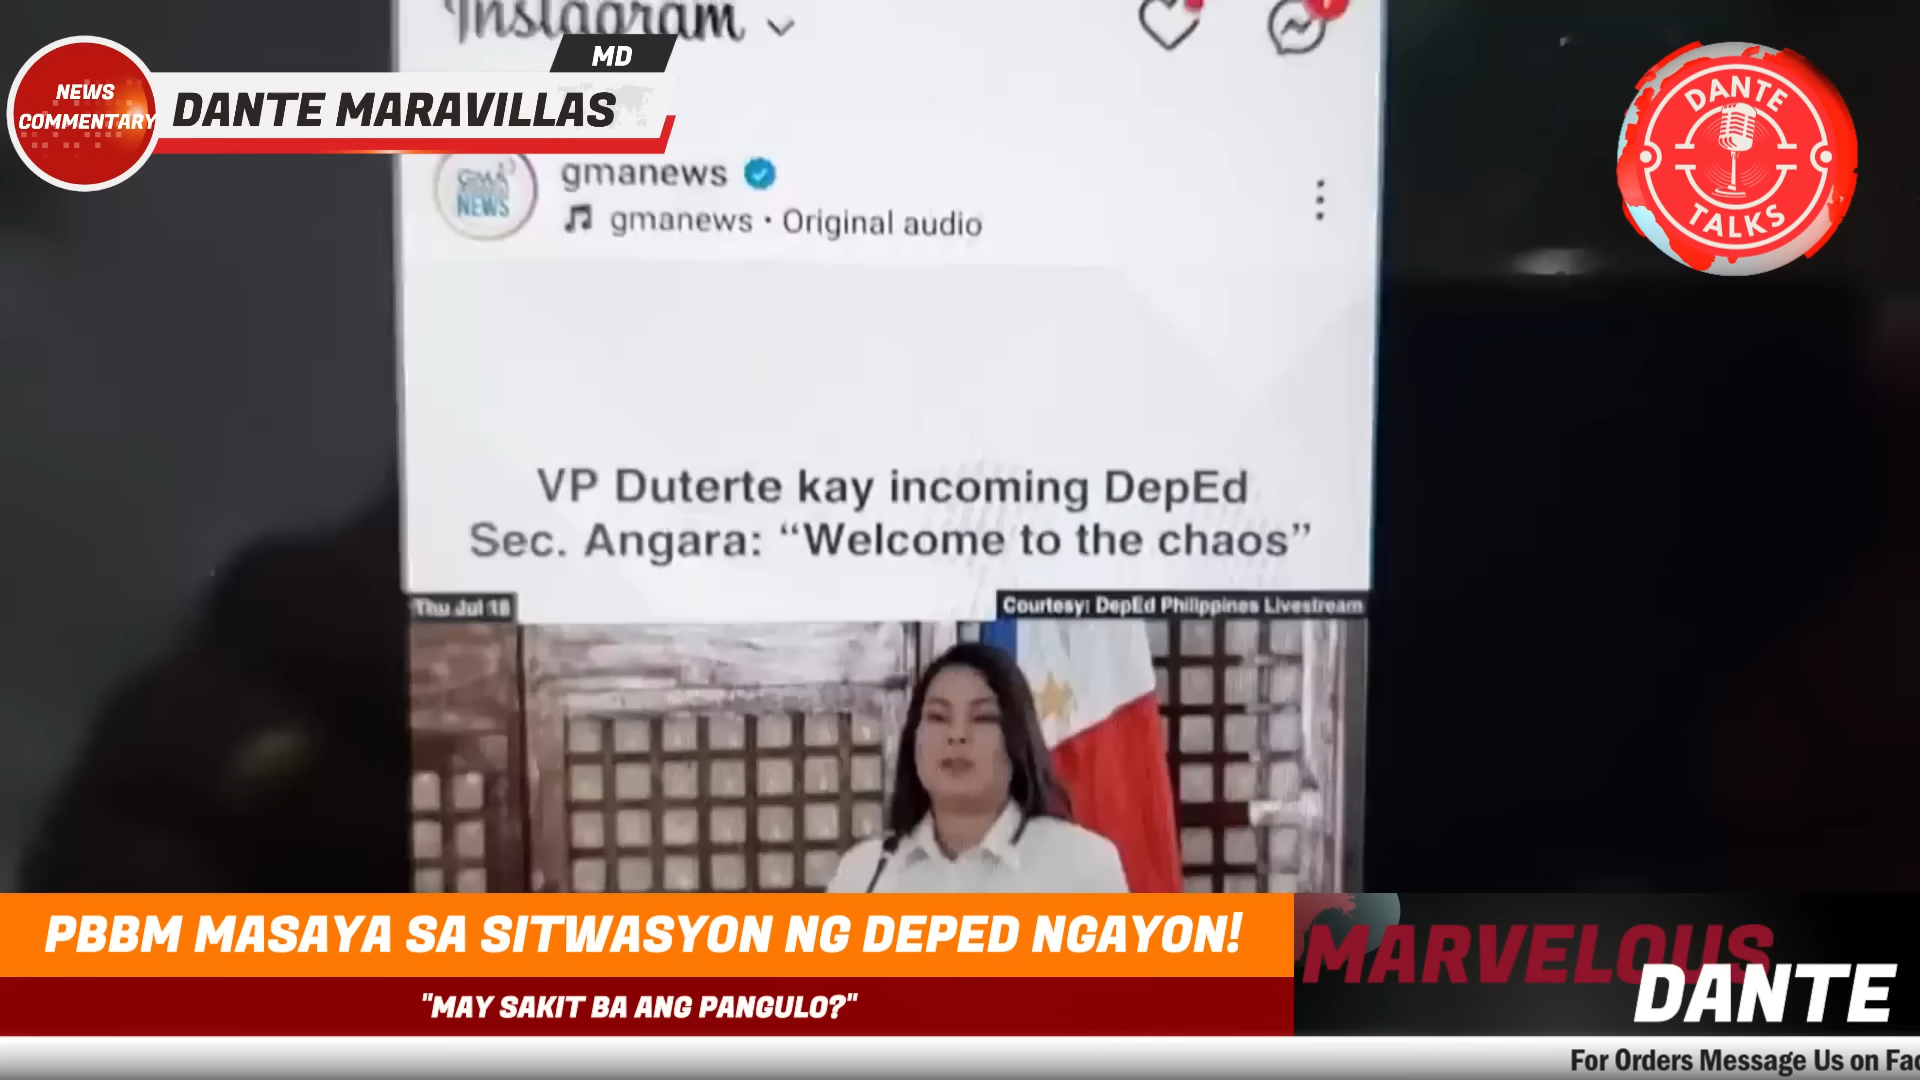 Instagram
MD
NEWS
COMMENTARY
DANTE MARAVILLAS
DANTE
TALKS
GMA
NEWS
gmanews
gmanews • Original audio
VP Duterte kay incoming DepEd
Sec. Angara: “Welcome to the chaos”
Thu Jul 18
Courtesy: DepEd Philippines Livestream
PBBM MASAYA SA SITWASYON NG DEPED NGAYON!
"MAY SAKIT BA ANG PANGULO?"
MARVELOUS
DANTE
For Orders Message Us on